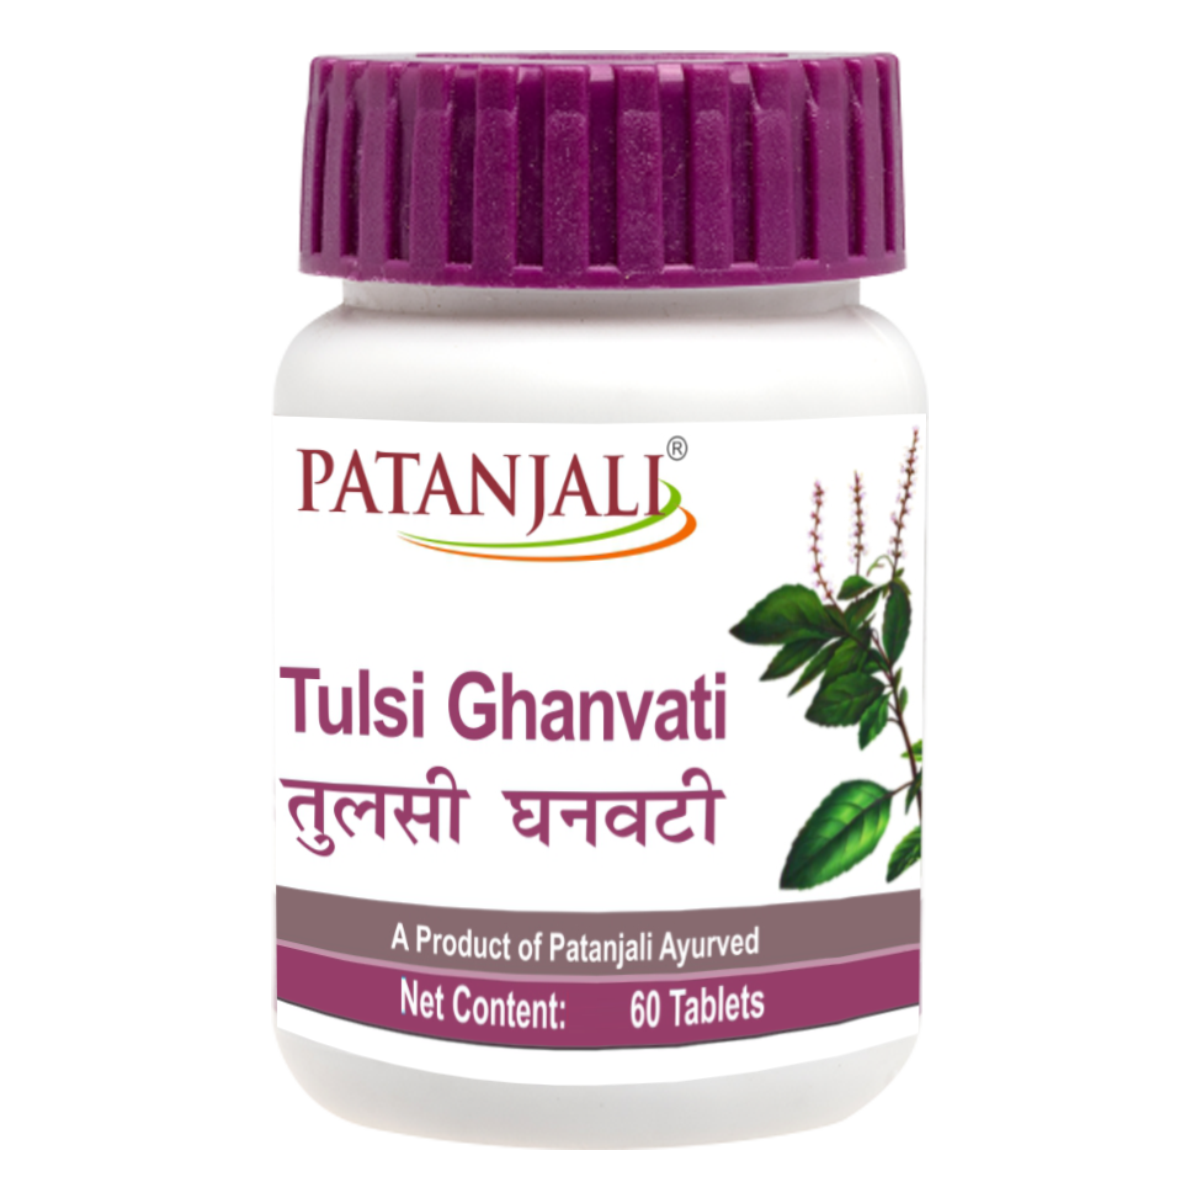 PATANJALI®
Tulsi Ghanvati
तुलसी घनवटी
A Product of Patanjali Ayurved
Net Content: 60 Tablets